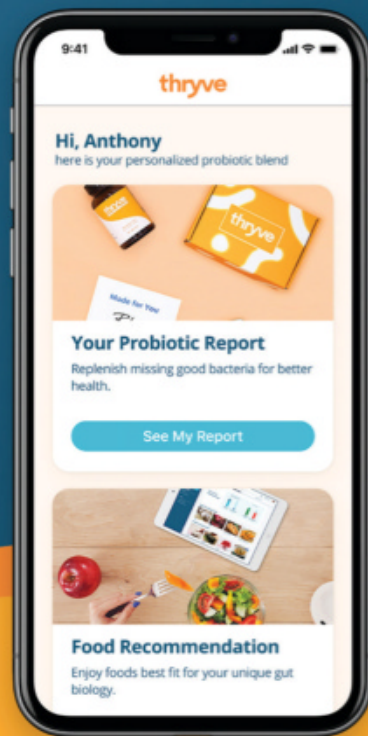 9:41
thryve
Hi, Anthony
here is your personalized probiotic blend
thryve
thryve
Made for You
Your Probiotic Report
Replenish missing good bacteria for better
health.
See My Report
Food Recommendation
Enjoy foods best fit for your unique gut
biology.